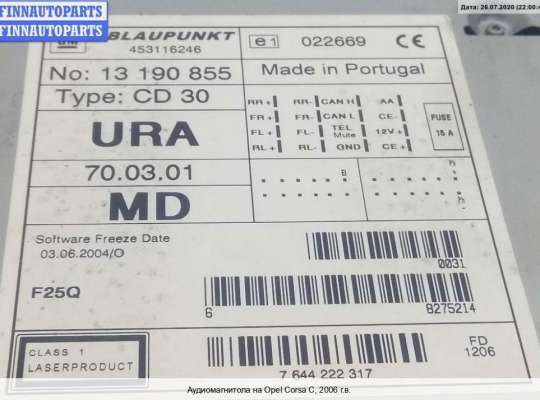 FINNAUTOPARTS
FINNAUTOPARTS
Дата: 26.07.2020 (22:00:
GM BLAUPUNKT
453116246
e1 022669 CE
No: 13 190 855
Made in Portugal
Type: CD 30
RR+ RR- CAN H AA
FR+ FR- CAN L CE-
FL+ FL- TEL Mute 12V+
RL+ RL- GND CE+
FUSE
15 A
URA
70.03.01
MD
Software Freeze Date
03.06.2004/O
0031
F25Q
6 8275214
CLASS 1
LASERPRODUCT
7 644 222 317
FD
1206
Аудиомагнитола на Opel Corsa C, 2006 г.в.